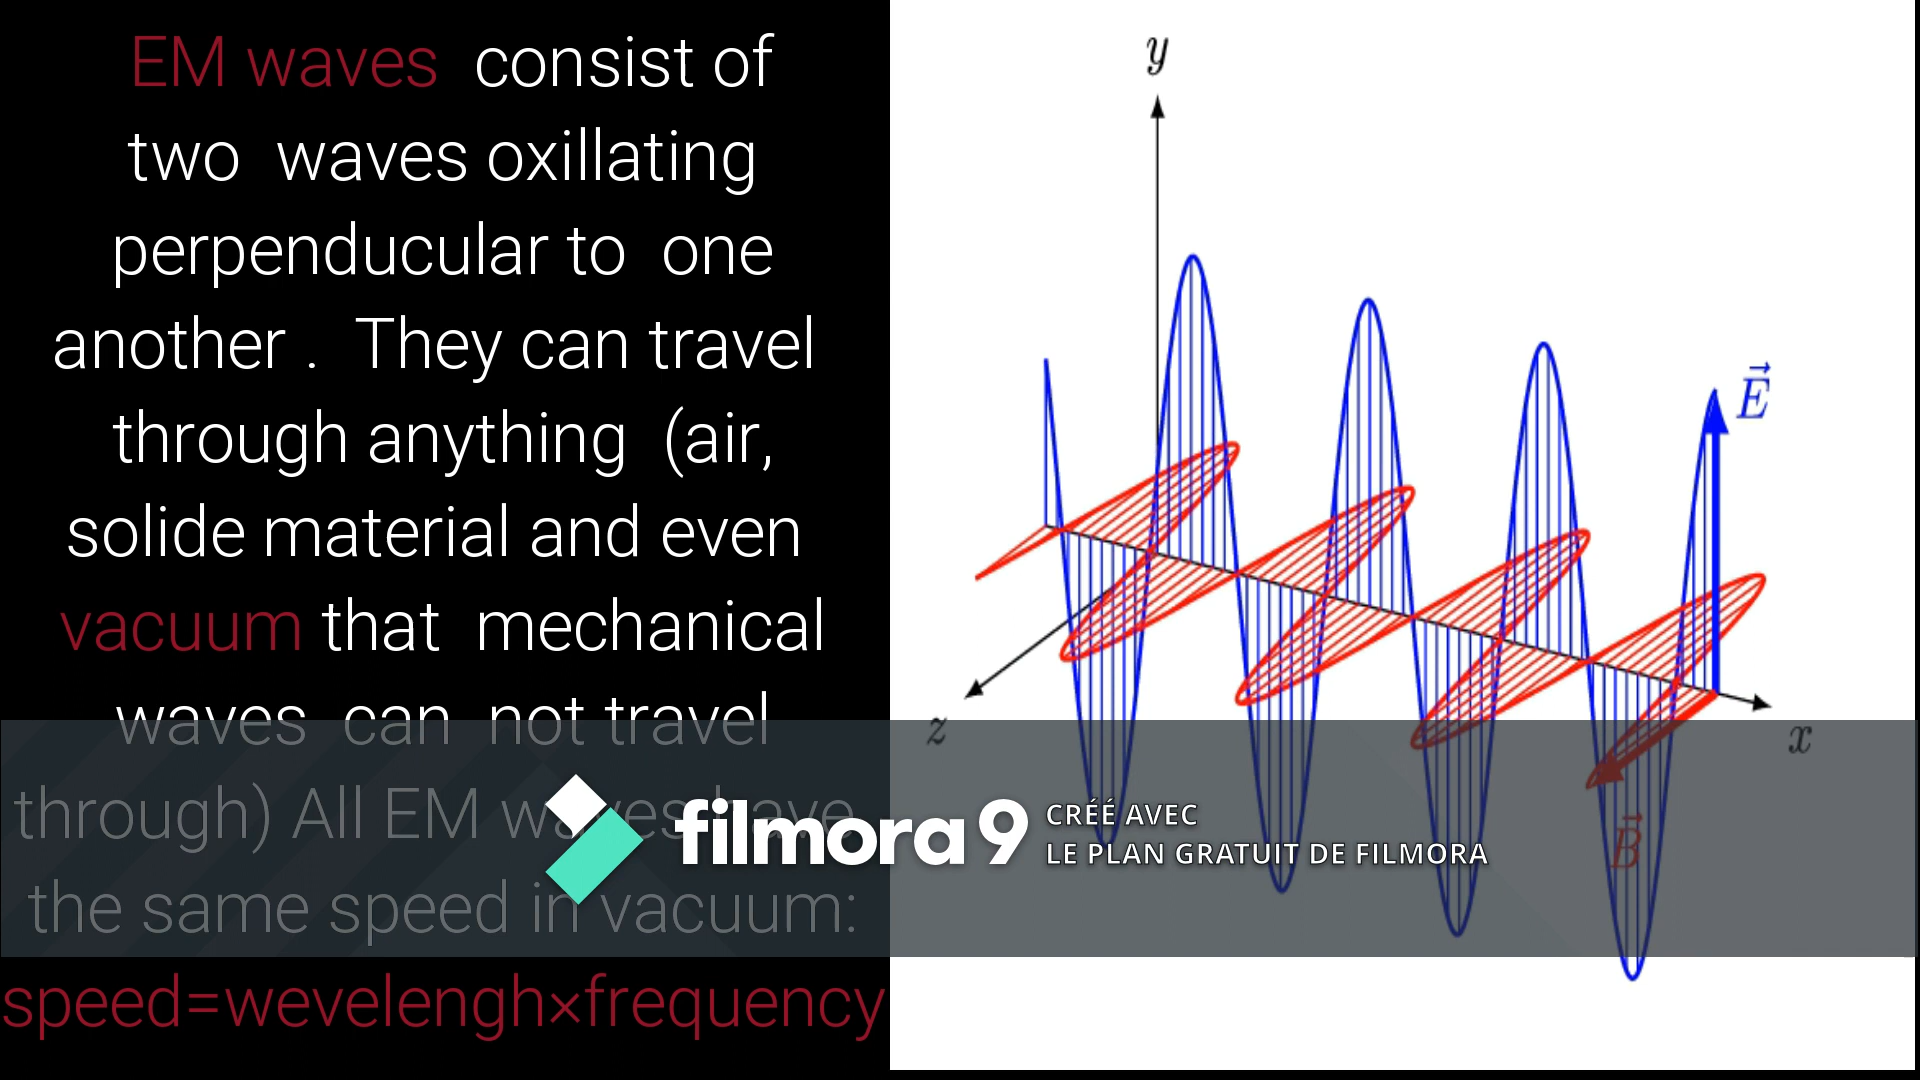 EM waves consist of
two waves oxillating
perpenducular to one
another . They can travel
through anything (air,
solide material and even
vacuum that mechanical
waves can not travel
through) All EM waves have
the same speed in vacuum:
speed=wevelengh×frequency
y
E
z
x
B
filmora 9
CRÉÉ AVEC
LE PLAN GRATUIT DE FILMORA